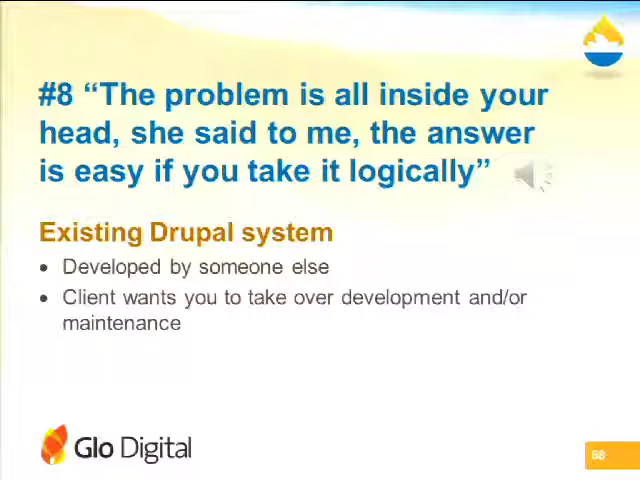 #8 “The problem is all inside your
head, she said to me, the answer
is easy if you take it logically”
Existing Drupal system
• Developed by someone else
• Client wants you to take over development and/or
maintenance
Glo Digital
68